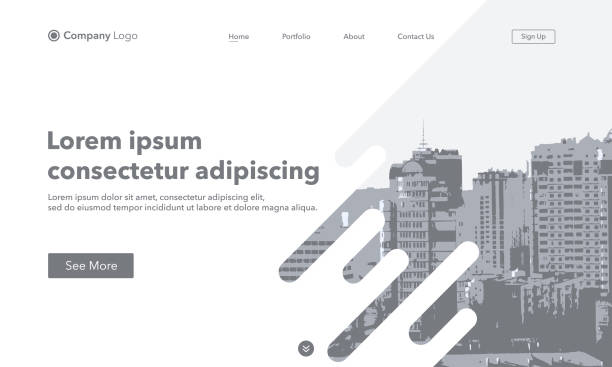 Company Logo
Home
Portfolio
About
Contact Us
Sign Up
Lorem ipsum
consectetur adipiscing
Lorem ipsum dolor sit amet, consectetur adipiscing elit,
sed do eiusmod tempor incididunt ut labore et dolore magna aliqua.
See More